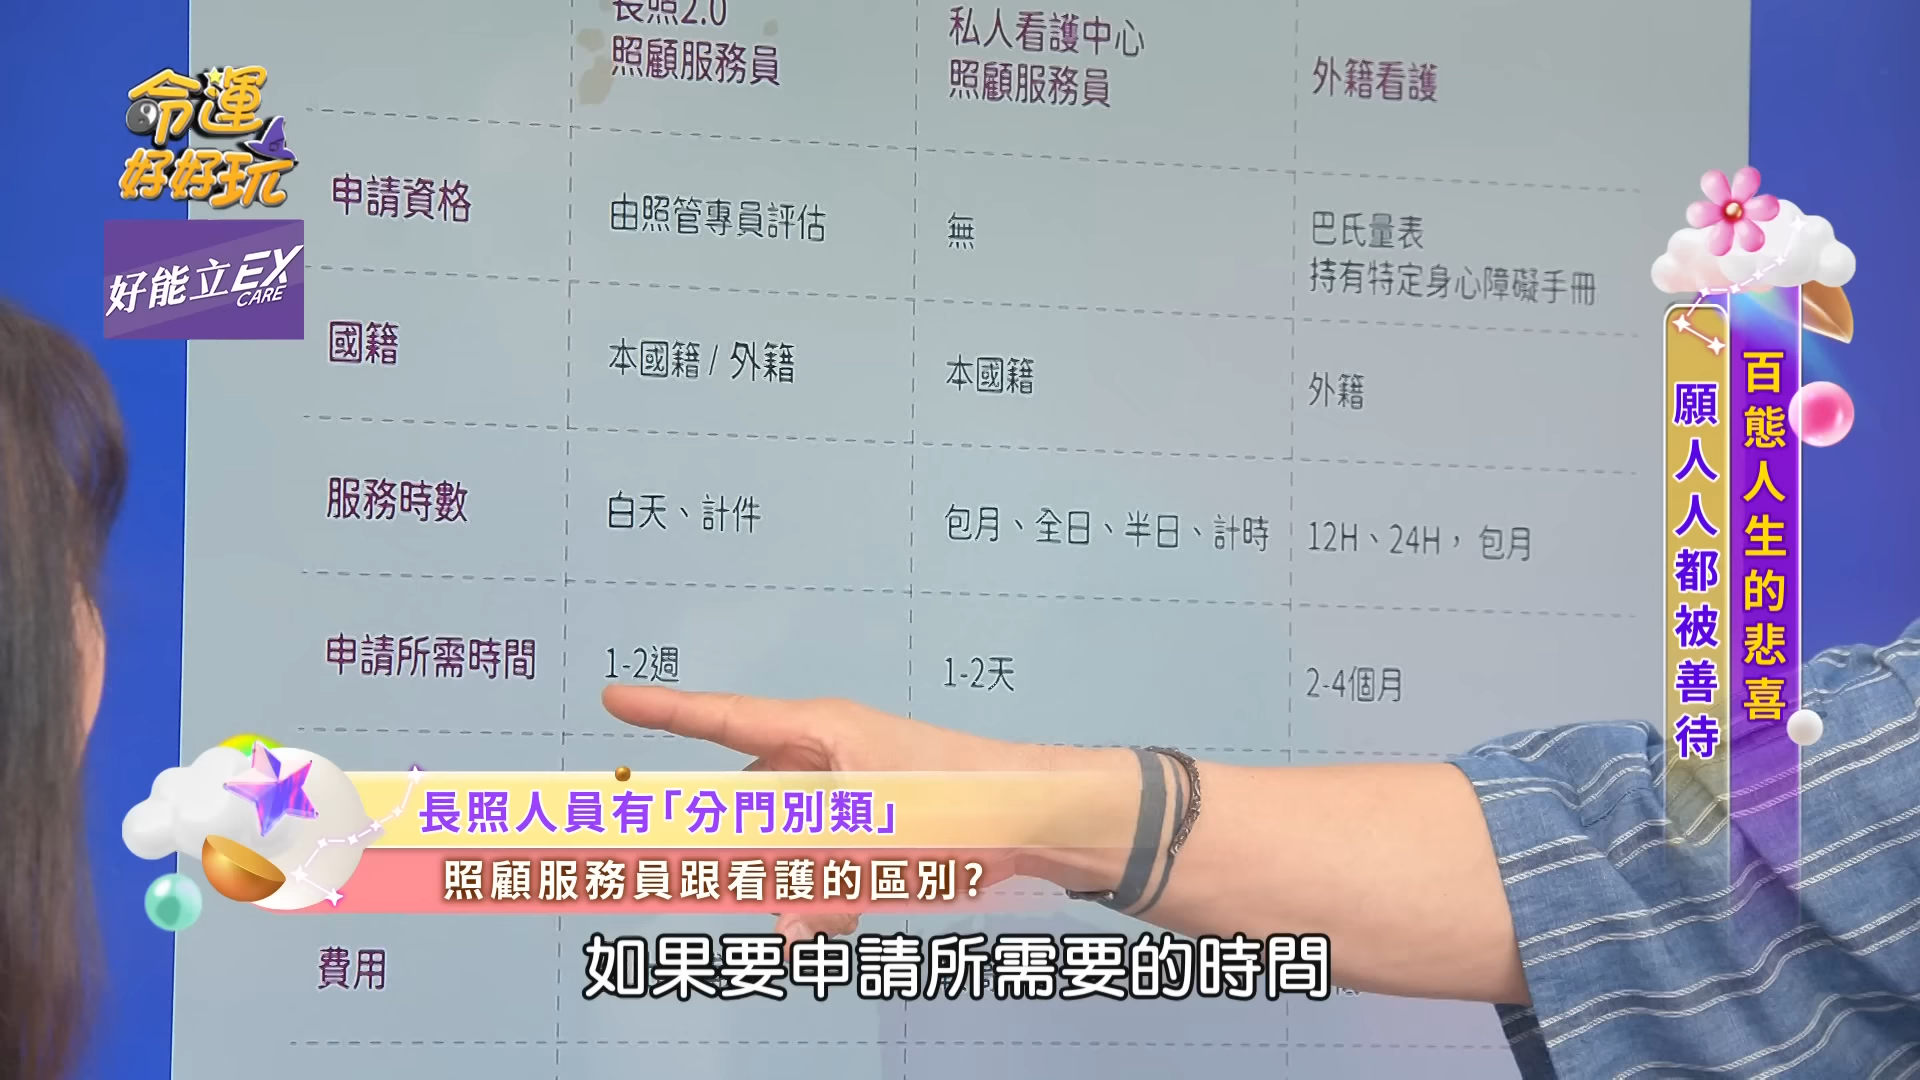 長照2.0
照顧服務員
私人看護中心
照顧服務員
外籍看護
申請資格
由照管專員評估
無
巴氏量表
持有特定身心障礙手冊
國籍
本國籍 / 外籍
本國籍
外籍
服務時數
白天、計件
包月、全日、半日、計時
12H、24H，包月
申請所需時間
1-2週
1-2天
2-4個月
費用
命運
好好玩
好能立EX
CARE
百態人生的悲喜
願人人都被善待
長照人員有「分門別類」
照顧服務員跟看護的區別?
如果要申請所需要的時間